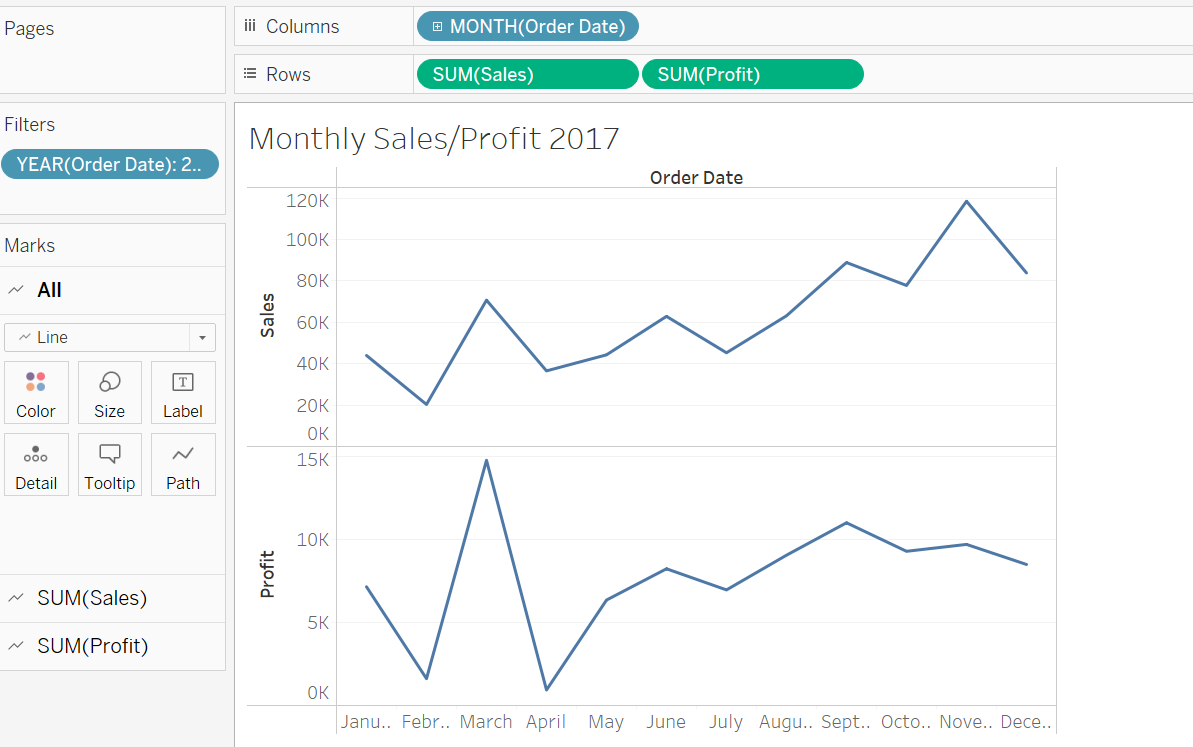 Pages
Columns
MONTH(Order Date)
Rows
SUM(Sales)
SUM(Profit)
Filters
YEAR(Order Date): 2..
Marks
All
Line
Color
Size
T
Label
Detail
Tooltip
Path
SUM(Sales)
SUM(Profit)
Monthly Sales/Profit 2017
Order Date
Sales
120K
100K
80K
60K
40K
20K
0K
Profit
15K
10K
5K
0K
Janu.. Febr.. March April May June July Augu.. Sept.. Octo.. Nove.. Dece..